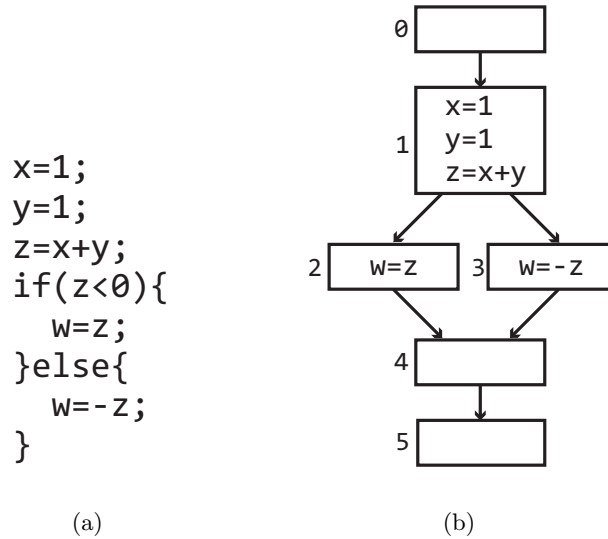 x=1;
y=1;
z=x+y;
if(z<0){
  w=z;
}else{
  w=-z;
}
(a)
0
1
x=1
y=1
z=x+y
2
w=z
3
w=-z
4
5
(b)